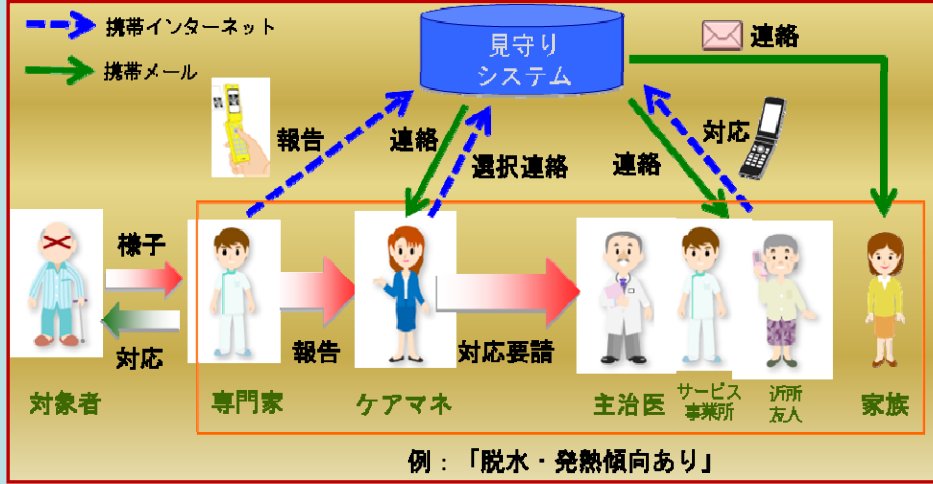 携帯インターネット
携帯メール
見守り
システム
連絡
報告
連絡
選択連絡
連絡
対応
様子
対応
報告
対応要請
対象者
専門家
ケアマネ
主治医
サービス
事業所
近所
友人
家族
例：「脱水・発熱傾向あり」